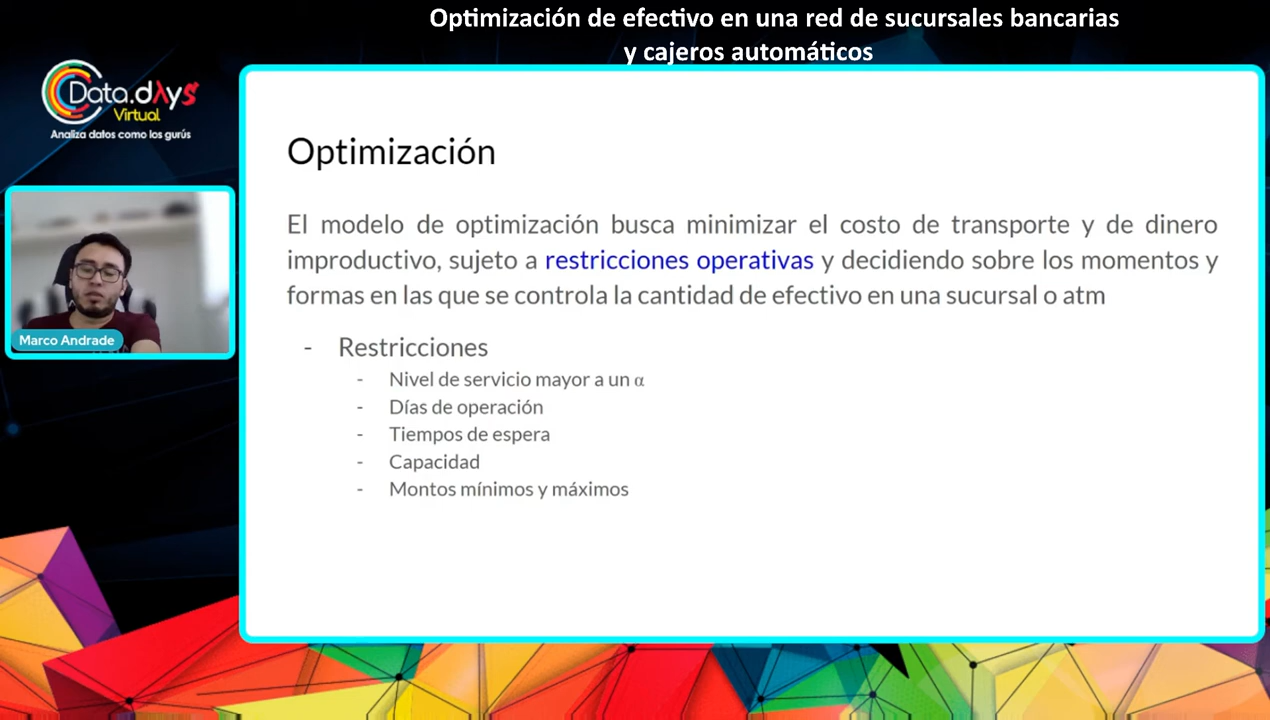 Optimización de efectivo en una red de sucursales bancarias
y cajeros automáticos
Data.dλys
Virtual
Analiza datos como los gurús
Marco Andrade
Optimización
El modelo de optimización busca minimizar el costo de transporte y de dinero
improductivo, sujeto a restricciones operativas y decidiendo sobre los momentos y
formas en las que se controla la cantidad de efectivo en una sucursal o atm
- Restricciones
- Nivel de servicio mayor a un α
- Días de operación
- Tiempos de espera
- Capacidad
- Montos mínimos y máximos